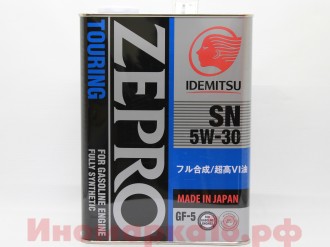 IDEMITSU
ZEPRO
TOURING
FOR GASOLINE ENGINE
FULLY SYNTHETIC
SN
5W-30
フル合成/超高VI油
MADE IN JAPAN
GF-5
Иномарко18.рф